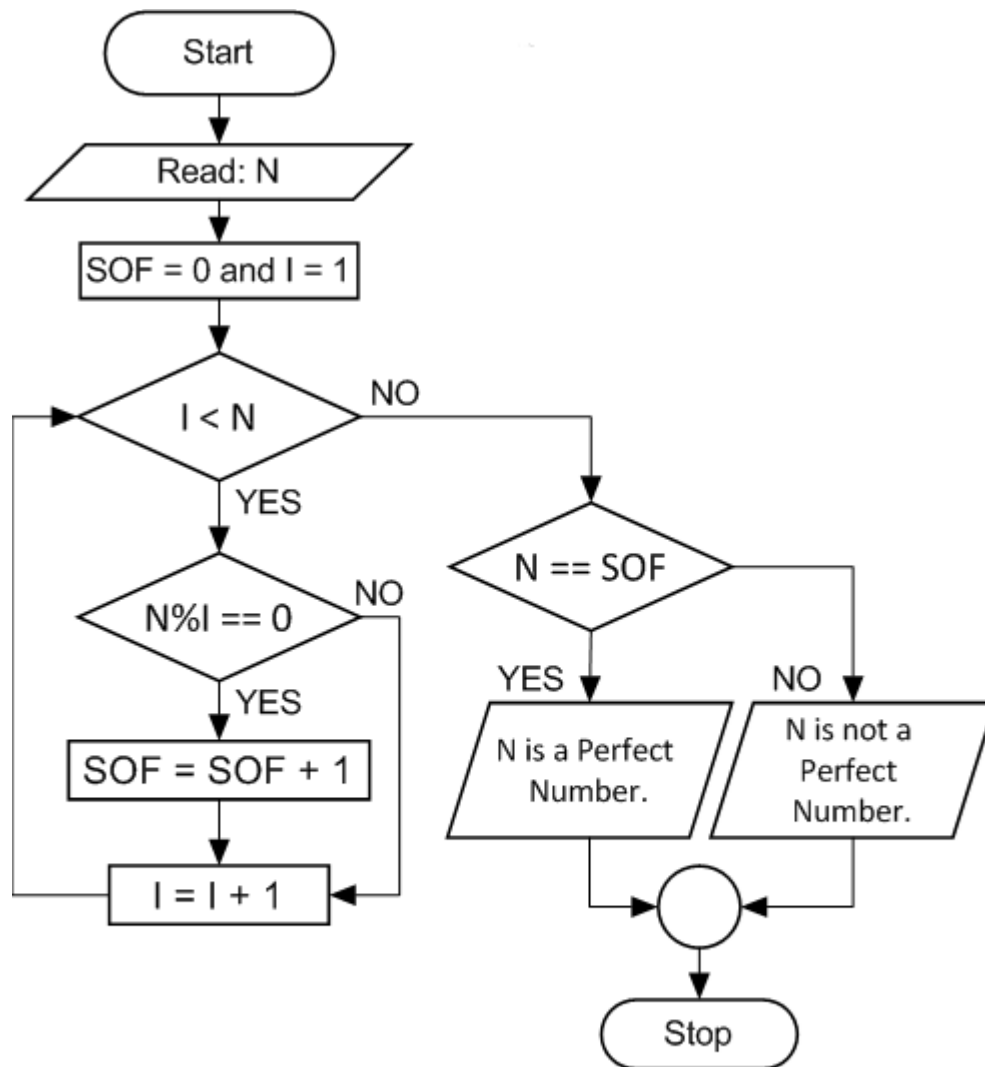 Start
Read: N
SOF = 0 and I = 1
I < N
NO
YES
N%I == 0
NO
YES
SOF = SOF + 1
I = I + 1
N == SOF
YES
NO
N is a Perfect
Number.
N is not a
Perfect
Number.
Stop